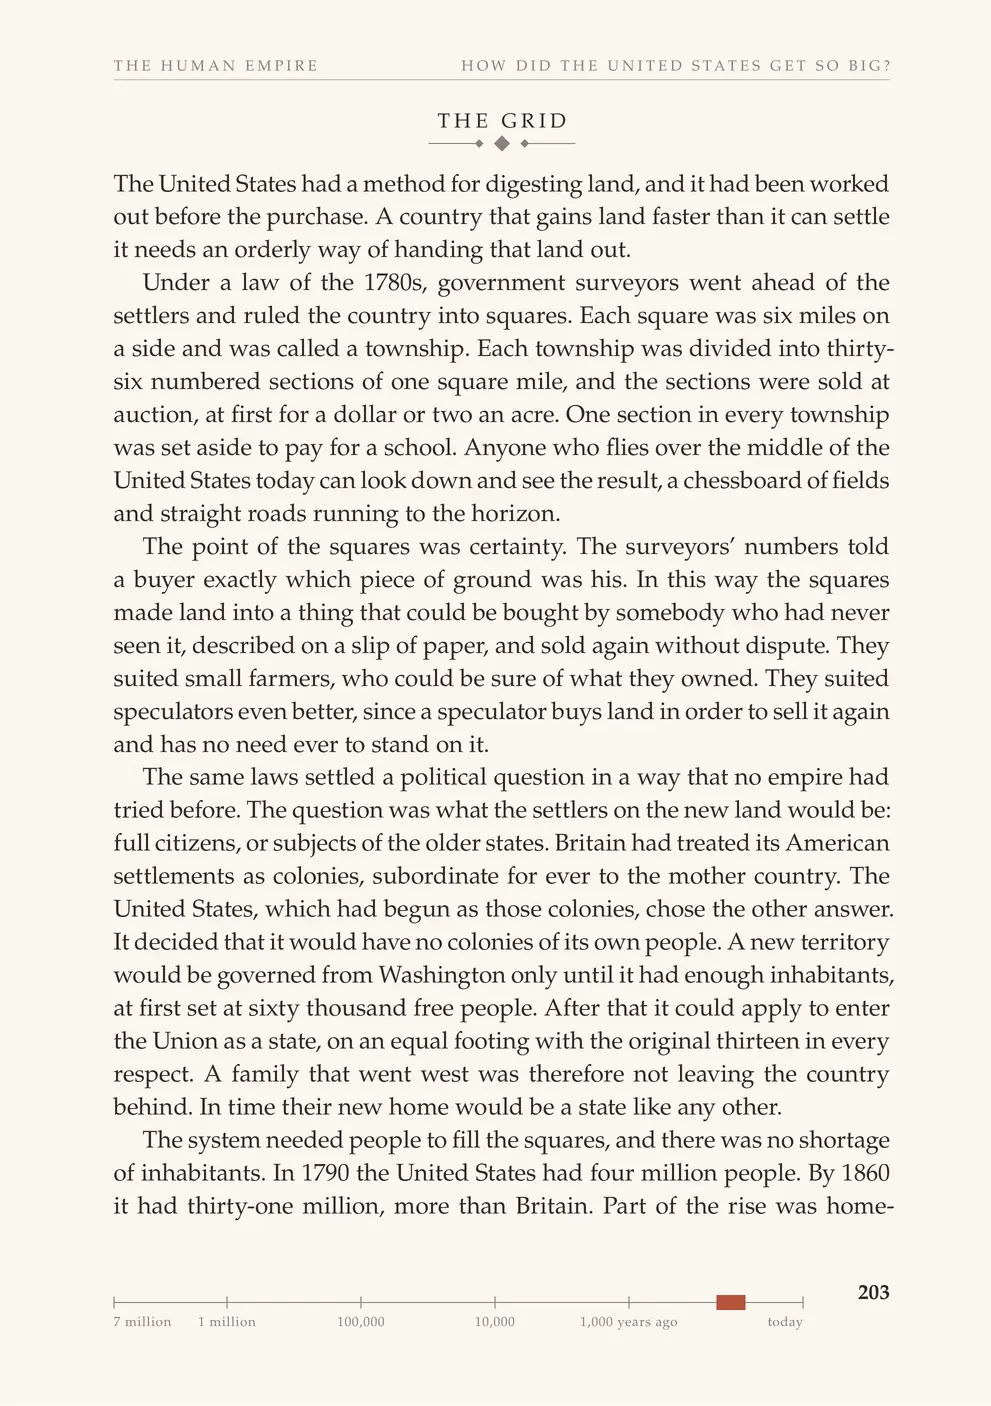 THE HUMAN EMPIRE
HOW DID THE UNITED STATES GET SO BIG?
THE GRID
The United States had a method for digesting land, and it had been worked
out before the purchase. A country that gains land faster than it can settle
it needs an orderly way of handing that land out.
Under a law of the 1780s, government surveyors went ahead of the
settlers and ruled the country into squares. Each square was six miles on
a side and was called a township. Each township was divided into thirty-
six numbered sections of one square mile, and the sections were sold at
auction, at first for a dollar or two an acre. One section in every township
was set aside to pay for a school. Anyone who flies over the middle of the
United States today can look down and see the result, a chessboard of fields
and straight roads running to the horizon.
The point of the squares was certainty. The surveyors’ numbers told
a buyer exactly which piece of ground was his. In this way the squares
made land into a thing that could be bought by somebody who had never
seen it, described on a slip of paper, and sold again without dispute. They
suited small farmers, who could be sure of what they owned. They suited
speculators even better, since a speculator buys land in order to sell it again
and has no need ever to stand on it.
The same laws settled a political question in a way that no empire had
tried before. The question was what the settlers on the new land would be:
full citizens, or subjects of the older states. Britain had treated its American
settlements as colonies, subordinate for ever to the mother country. The
United States, which had begun as those colonies, chose the other answer.
It decided that it would have no colonies of its own people. A new territory
would be governed from Washington only until it had enough inhabitants,
at first set at sixty thousand free people. After that it could apply to enter
the Union as a state, on an equal footing with the original thirteen in every
respect. A family that went west was therefore not leaving the country
behind. In time their new home would be a state like any other.
The system needed people to fill the squares, and there was no shortage
of inhabitants. In 1790 the United States had four million people. By 1860
it had thirty-one million, more than Britain. Part of the rise was home-
203
7 million
1 million
100,000
10,000
1,000 years ago
today